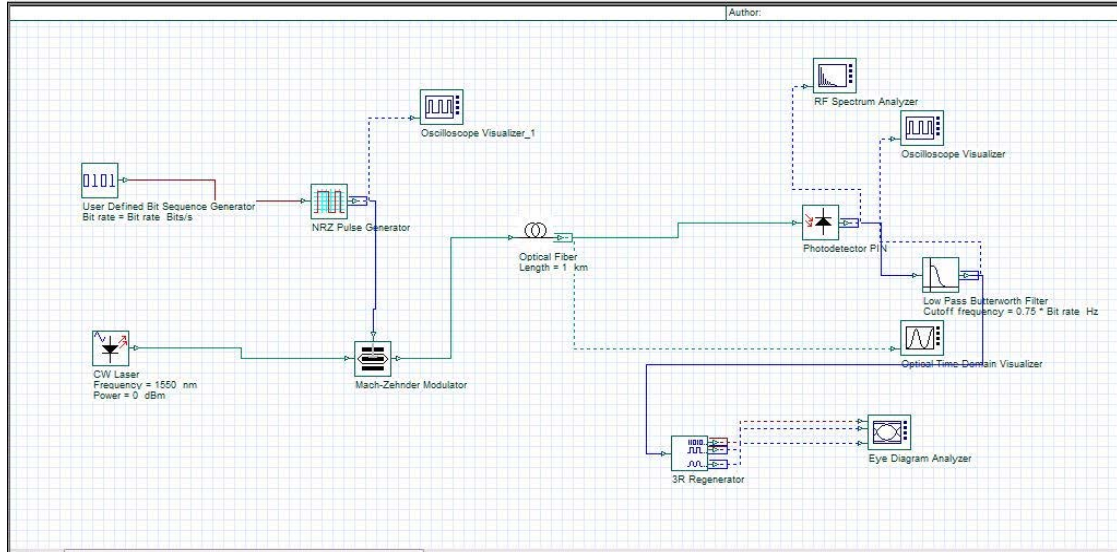 Author:
RF Spectrum Analyzer
Oscilloscope Visualizer_1
Oscilloscope Visualizer
0101
User Defined Bit Sequence Generator
Bit rate = Bit rate Bits/s
NRZ Pulse Generator
Photodetector PIN
Optical Fiber
Length = 1 km
Low Pass Butterworth Filter
Cutoff frequency = 0.75 * Bit rate Hz
CW Laser
Frequency = 1550 nm
Power = 0 dBm
Mach-Zehnder Modulator
Optical Time Domain Visualizer
Eye Diagram Analyzer
3R Regenerator